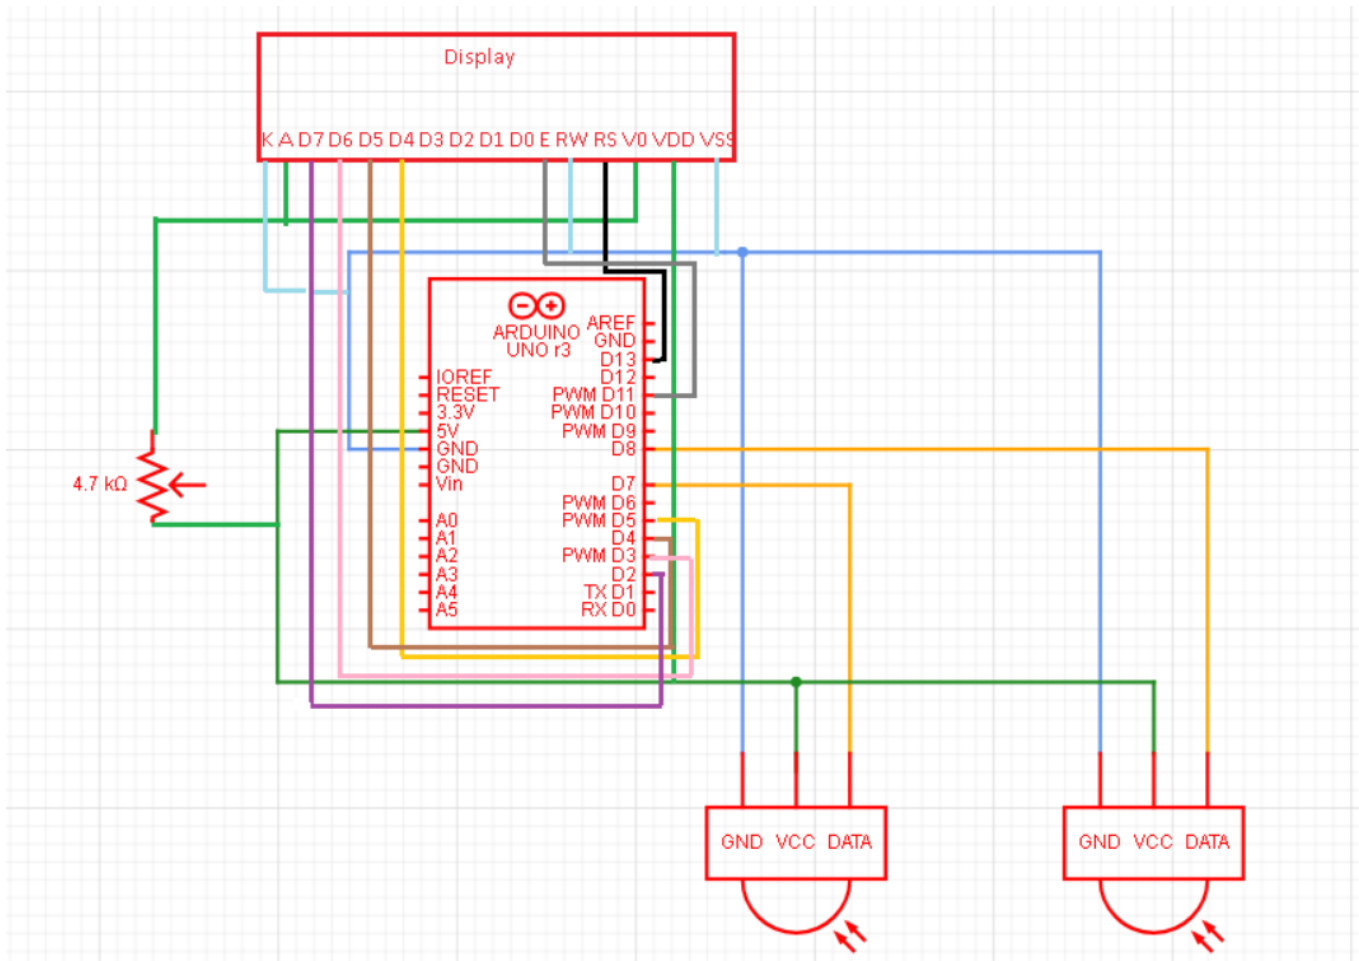 Display
K A D7 D6 D5 D4 D3 D2 D1 D0 E RW RS V0 VDD VSS
ARDUINO
UNO r3
AREF
GND
D13
D12
PWM D11
PWM D10
PWM D9
D8
D7
PWM D6
PWM D5
D4
PWM D3
D2
TX D1
RX D0
IOREF
RESET
3.3V
5V
GND
GND
Vin
A0
A1
A2
A3
A4
A5
4.7 kΩ
GND VCC DATA
GND VCC DATA